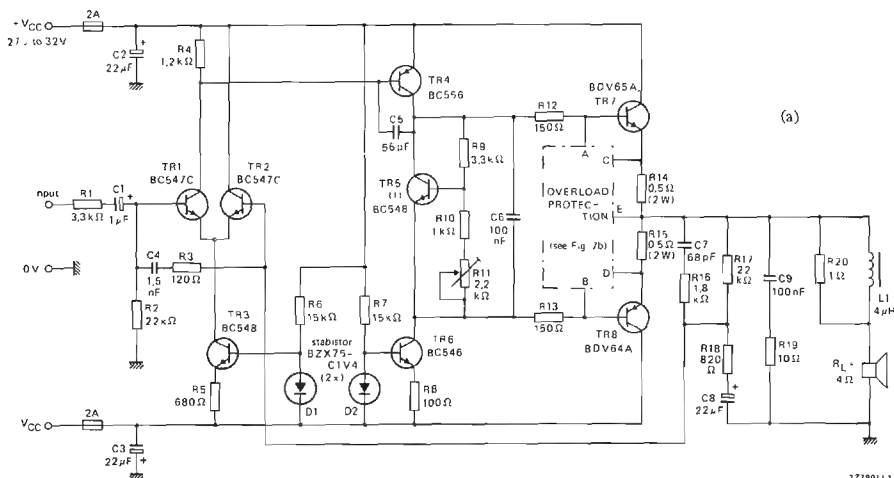 + VCC
2A
C2
22µF
+
R4
1,2kΩ
TR4
BC556
C5
56pF
R12
150Ω
BDV65A
TR7
(a)
A
C
R14
0,5Ω
(2W)
TR1
BC547C
TR2
BC547C
R9
3,3kΩ
TR5
(1)
BC548
R10
1kΩ
C6
100
nF
OVERLOAD
PROTEC-
TION
E
(see Fig 7b)
R15
0,5Ω
(2W)
D
B
nput
R1
3,3kΩ
C1
1µF
+
C4
1,5
nF
R3
120Ω
0V
R2
22kΩ
R11
2,2
kΩ
C7
68pF
R16
1,8
kΩ
R17
22
kΩ
C9
100nF
R20
1Ω
L1
4µH
TR3
BC548
R6
15kΩ
R7
15kΩ
stabistor
BZX75-
C1V4
(2x)
TR6
BC546
R13
150Ω
TR8
BDV64A
R18
820
Ω
R19
10Ω
RL =
4Ω
R5
680Ω
D1
D2
R8
100Ω
C8
22µF
+
VCC
2A
C3
22µF
+